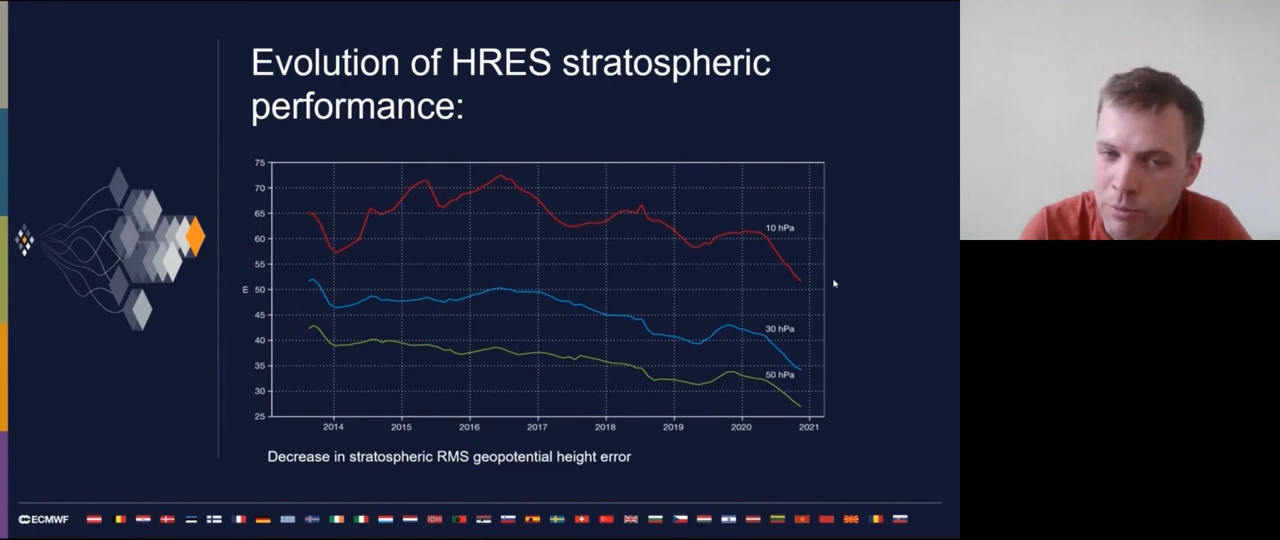 Evolution of HRES stratospheric
performance:
75
70
65
60
55
m
50
45
40
35
30
25
10 hPa
30 hPa
50 hPa
2014 2015 2016 2017 2018 2019 2020 2021
Decrease in stratospheric RMS geopotential height error
ECMWF